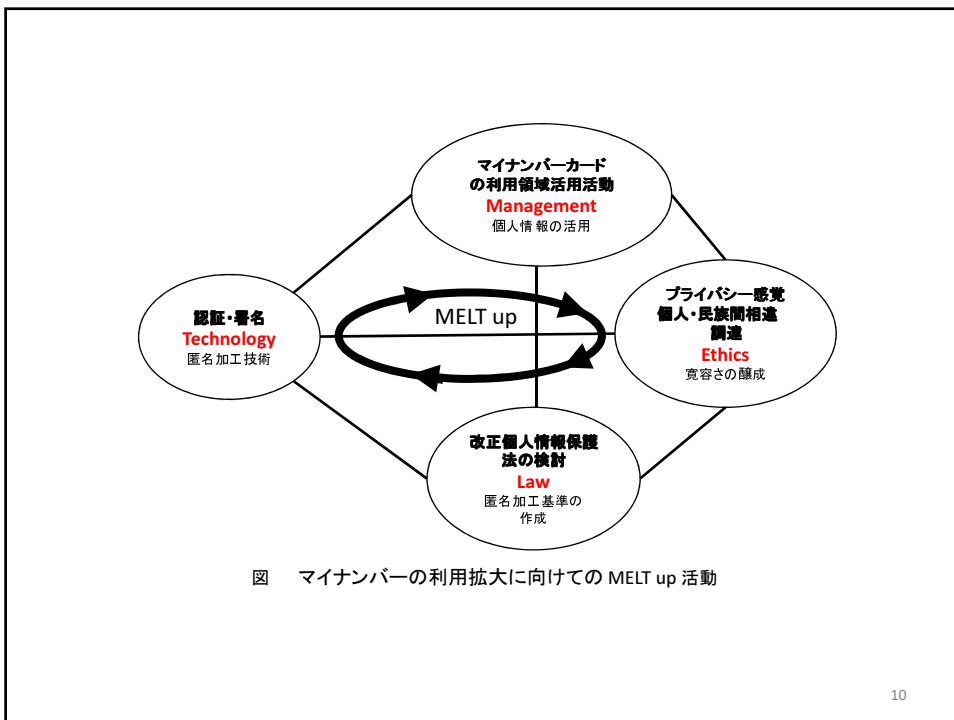 マイナンバーカード
の利用領域活用活動
Management
個人情報の活用
認証・署名
Technology
匿名加工技術
MELT up
プライバシー感覚
個人・民族間相違
調達
Ethics
寛容さの醸成
改正個人情報保護
法の検討
Law
匿名加工基準の
作成
図 マイナンバーの利用拡大に向けての MELT up 活動
10